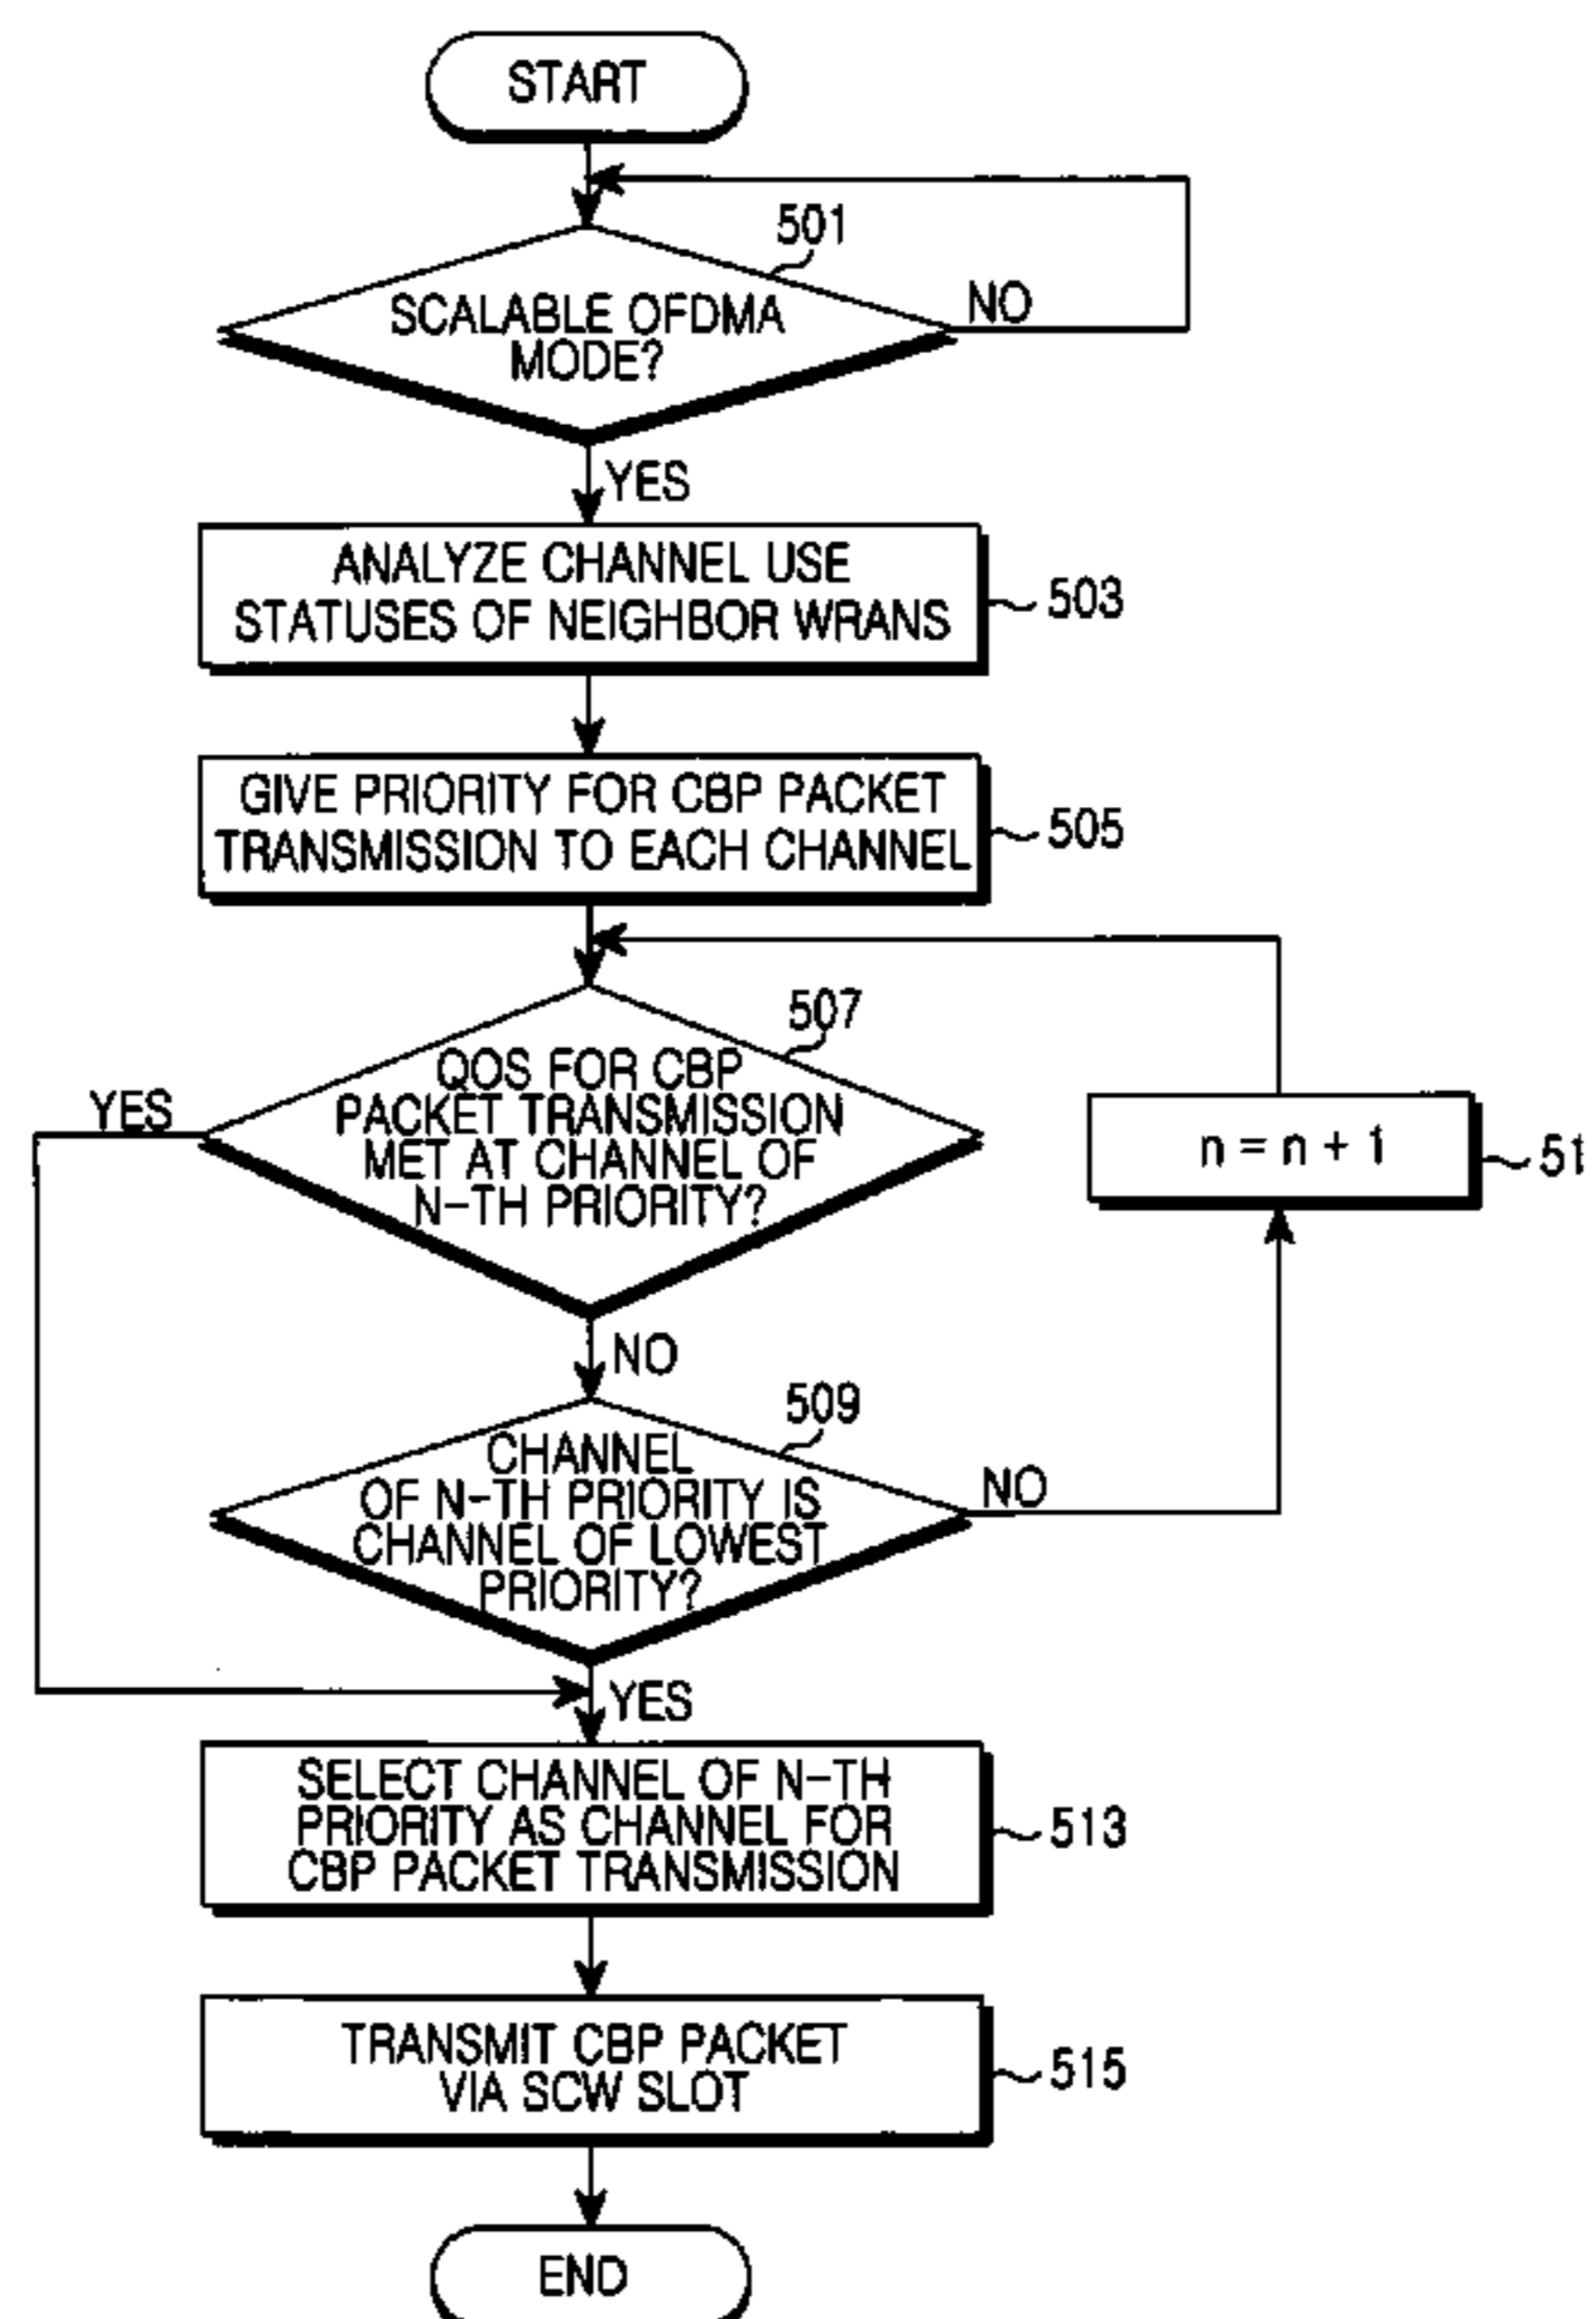 START
501
SCALABLE OFDMA
MODE?
NO
YES
ANALYZE CHANNEL USE
STATUSES OF NEIGHBOR WRANS
503
GIVE PRIORITY FOR CBP PACKET
TRANSMISSION TO EACH CHANNEL
505
507
QOS FOR CBP
PACKET TRANSMISSION
MET AT CHANNEL OF
N-TH PRIORITY?
YES
n = n + 1
51
NO
509
CHANNEL
OF N-TH PRIORITY IS
CHANNEL OF LOWEST
PRIORITY?
NO
YES
SELECT CHANNEL OF N-TH
PRIORITY AS CHANNEL FOR
CBP PACKET TRANSMISSION
513
TRANSMIT CBP PACKET
VIA SCW SLOT
515
END